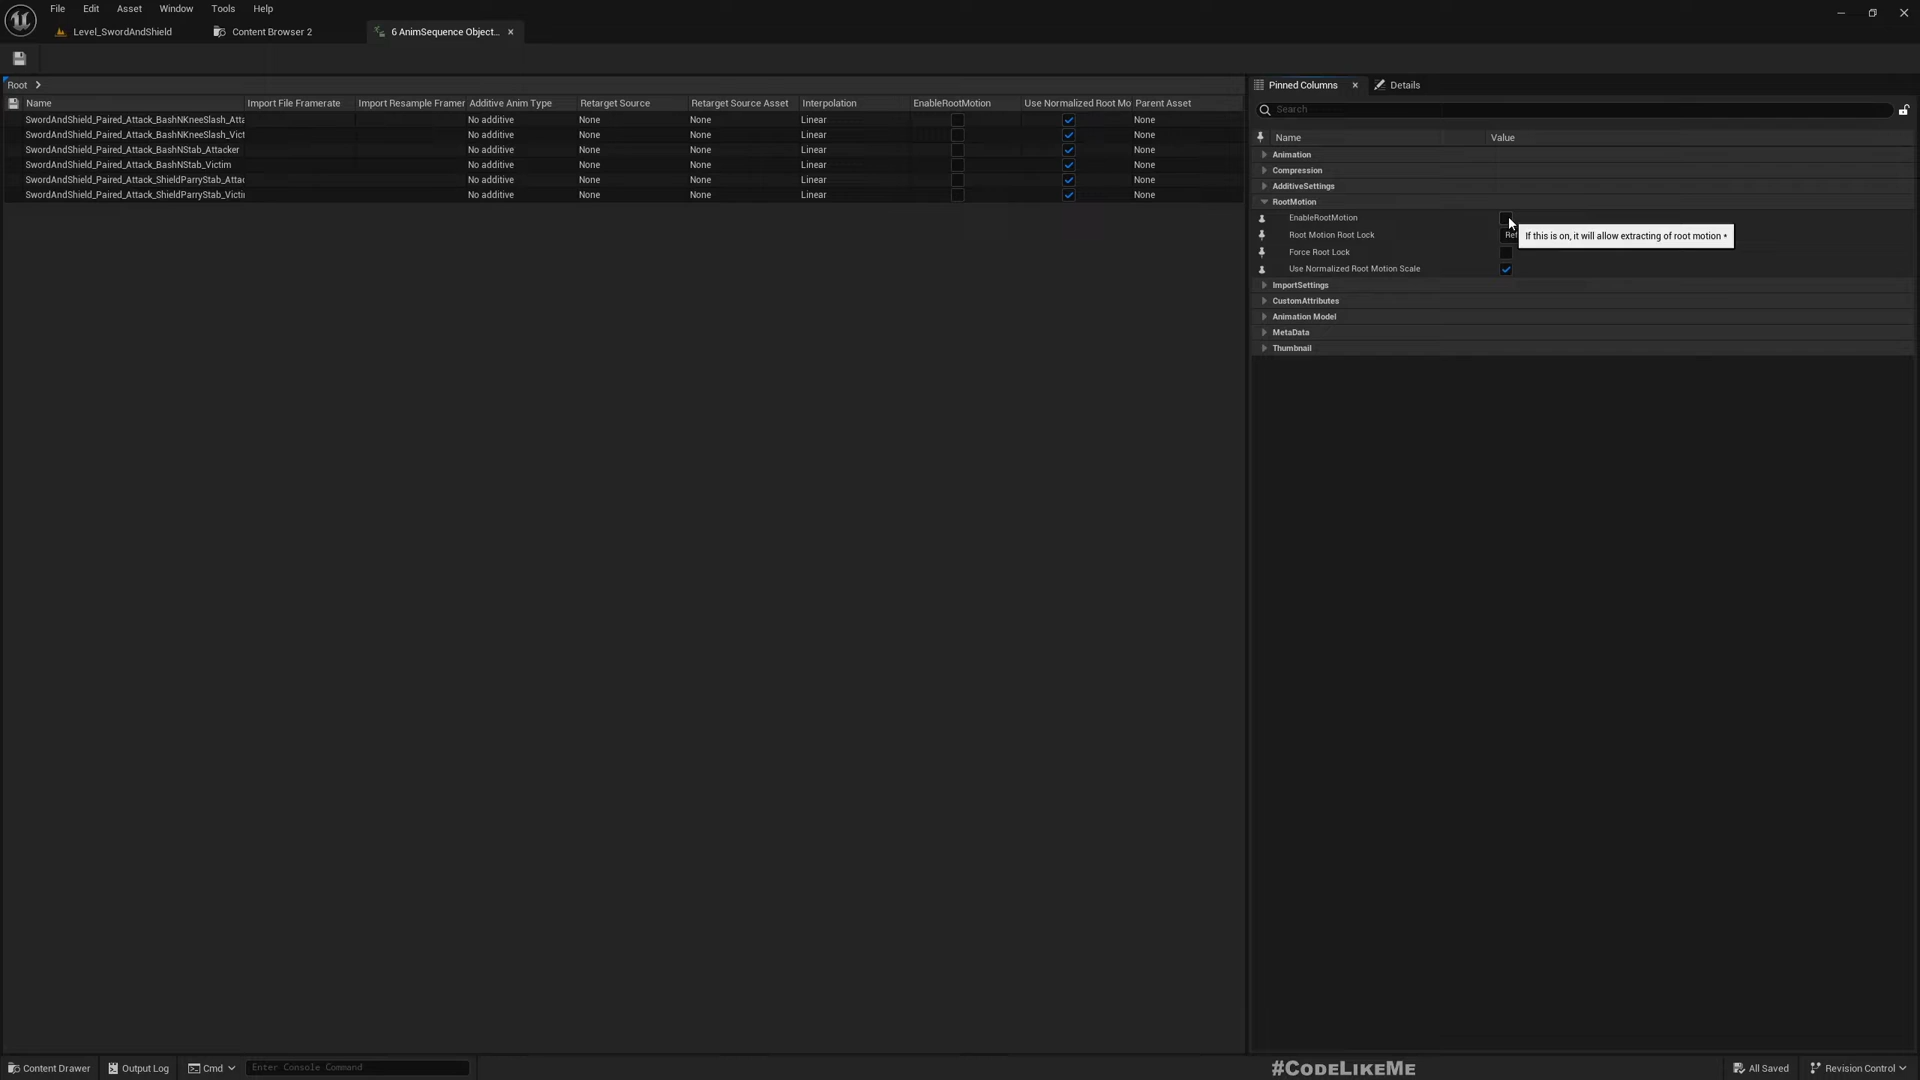 File Edit Asset Window Tools Help
Level_SwordAndShield Content Browser 2 6 AnimSequence Object...
Root
Name Import File Framerate Import Resample Framer Additive Anim Type Retarget Source Retarget Source Asset Interpolation EnableRootMotion Use Normalized Root Mo Parent Asset
SwordAndShield_Paired_Attack_BashNKneeSlash_Atta No additive None None Linear None
SwordAndShield_Paired_Attack_BashNKneeSlash_Vict No additive None None Linear None
SwordAndShield_Paired_Attack_BashNStab_Attacker No additive None None Linear None
SwordAndShield_Paired_Attack_BashNStab_Victim No additive None None Linear None
SwordAndShield_Paired_Attack_ShieldParryStab_Attac No additive None None Linear None
SwordAndShield_Paired_Attack_ShieldParryStab_Victi No additive None None Linear None
Pinned Columns Details
Search
Name Value
Animation
Compression
AdditiveSettings
RootMotion
EnableRootMotion
Root Motion Root Lock Ref
If this is on, it will allow extracting of root motion *
Force Root Lock
Use Normalized Root Motion Scale
ImportSettings
CustomAttributes
Animation Model
MetaData
Thumbnail
Content Drawer Output Log Cmd Enter Console Command #CODELIKEME All Saved Revision Control